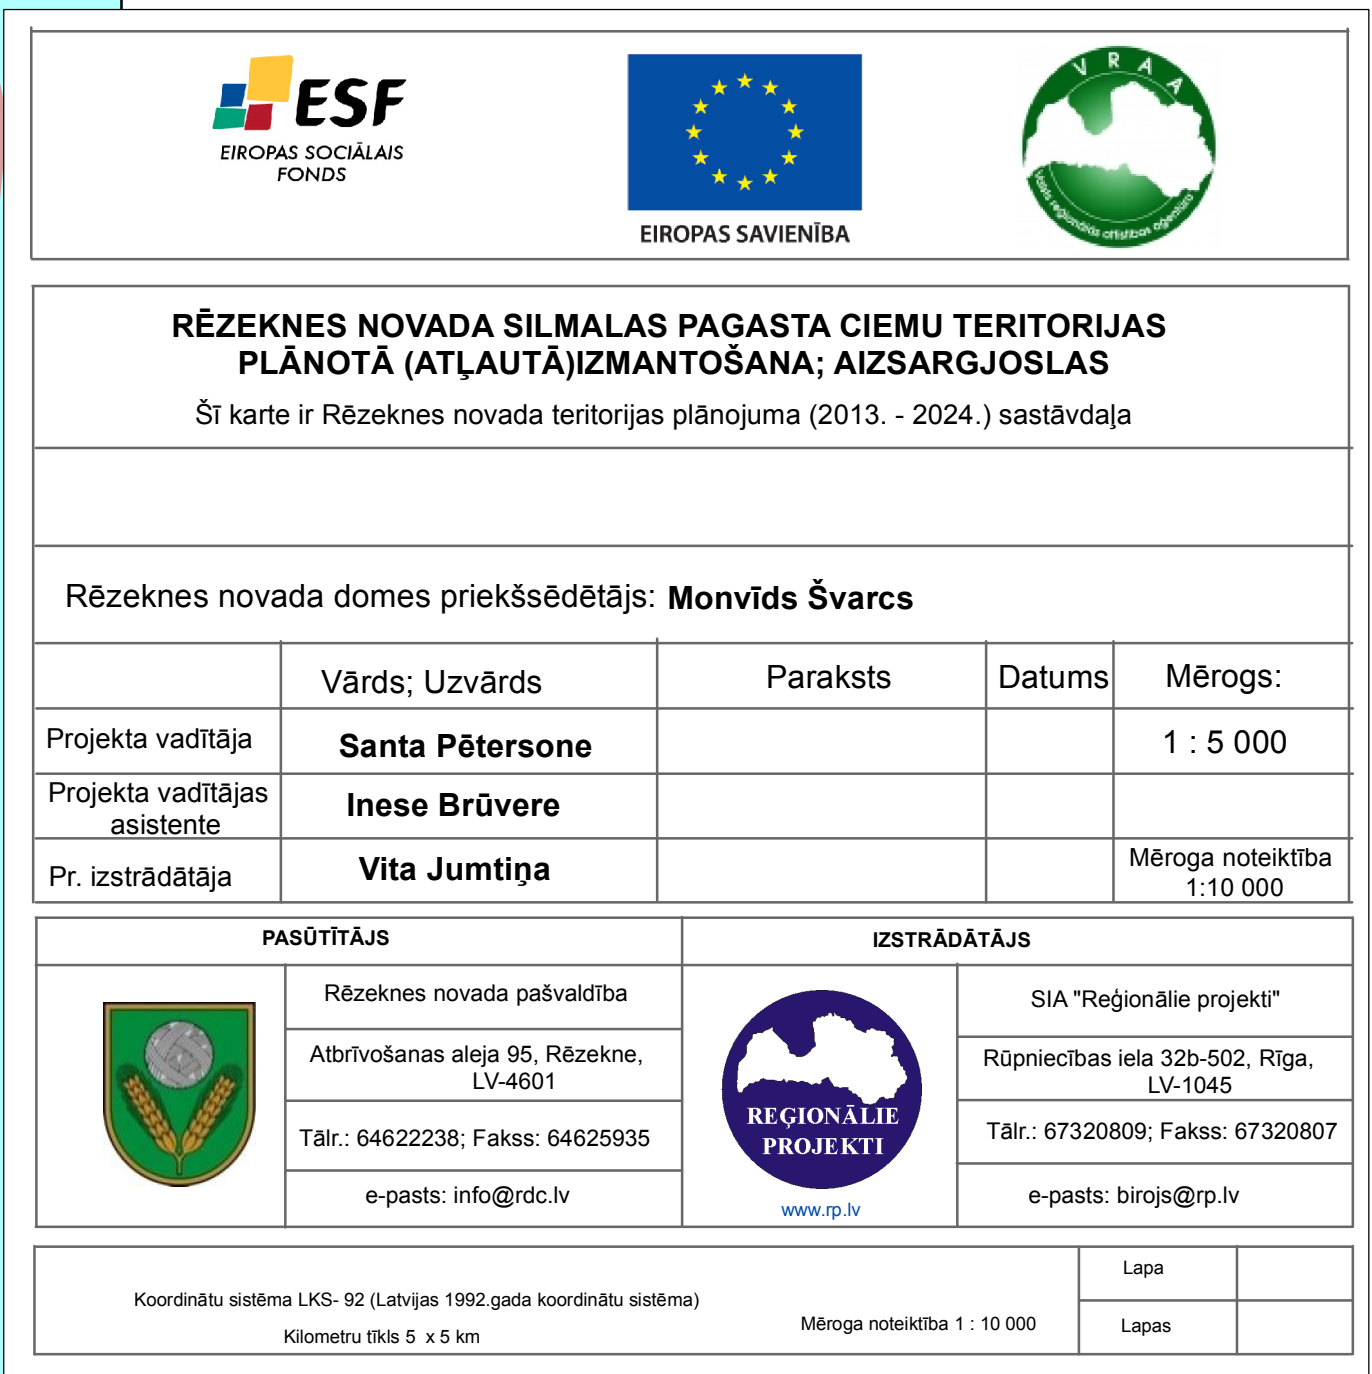 ESF
EIROPAS SOCIĀLAIS
FONDS
EIROPAS SAVIENĪBA
VRAA
Valsts reģionālās attīstības aģentūra
RĒZEKNES NOVADA SILMALAS PAGASTA CIEMU TERITORIJAS
PLĀNOTĀ (ATĻAUTĀ)IZMANTOŠANA; AIZSARGJOSLAS
Šī karte ir Rēzeknes novada teritorijas plānojuma (2013. - 2024.) sastāvdaļa
Rēzeknes novada domes priekšsēdētājs: Monvīds Švarcs
Vārds; Uzvārds Paraksts Datums Mērogs:
Projekta vadītāja Santa Pētersone 1 : 5 000
Projekta vadītājas
asistente
Inese Brūvere
Pr. izstrādātāja Vita Jumtiņa
Mēroga noteiktība
1:10 000
PASŪTĪTĀJS
Rēzeknes novada pašvaldība
Atbrīvošanas aleja 95, Rēzekne,
LV-4601
Tālr.: 64622238; Fakss: 64625935
e-pasts: info@rdc.lv
IZSTRĀDĀTĀJS
REĢIONĀLIE
PROJEKTI
www.rp.lv
SIA "Reģionālie projekti"
Rūpniecības iela 32b-502, Rīga,
LV-1045
Tālr.: 67320809; Fakss: 67320807
e-pasts: birojs@rp.lv
Koordinātu sistēma LKS- 92 (Latvijas 1992.gada koordinātu sistēma)
Kilometru tīkls 5 x 5 km
Mēroga noteiktība 1 : 10 000
Lapa
Lapas